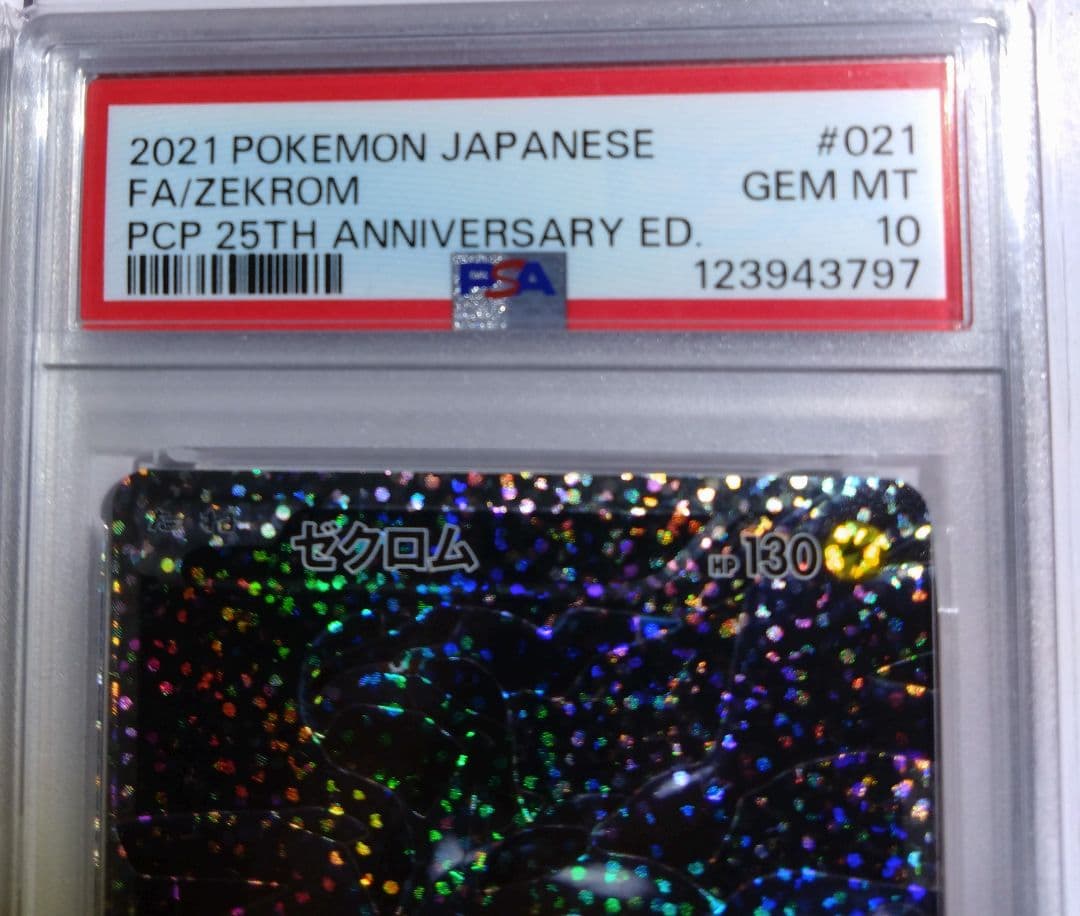 2021 POKEMON JAPANESE #021
FA/ZEKROM GEM MT
PCP 25TH ANNIVERSARY ED. 10
PSA 123943797
ゼクロム HP130